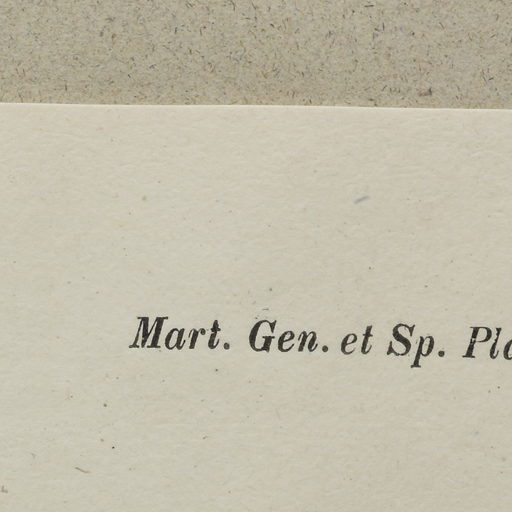 Mart. Gen. et Sp.